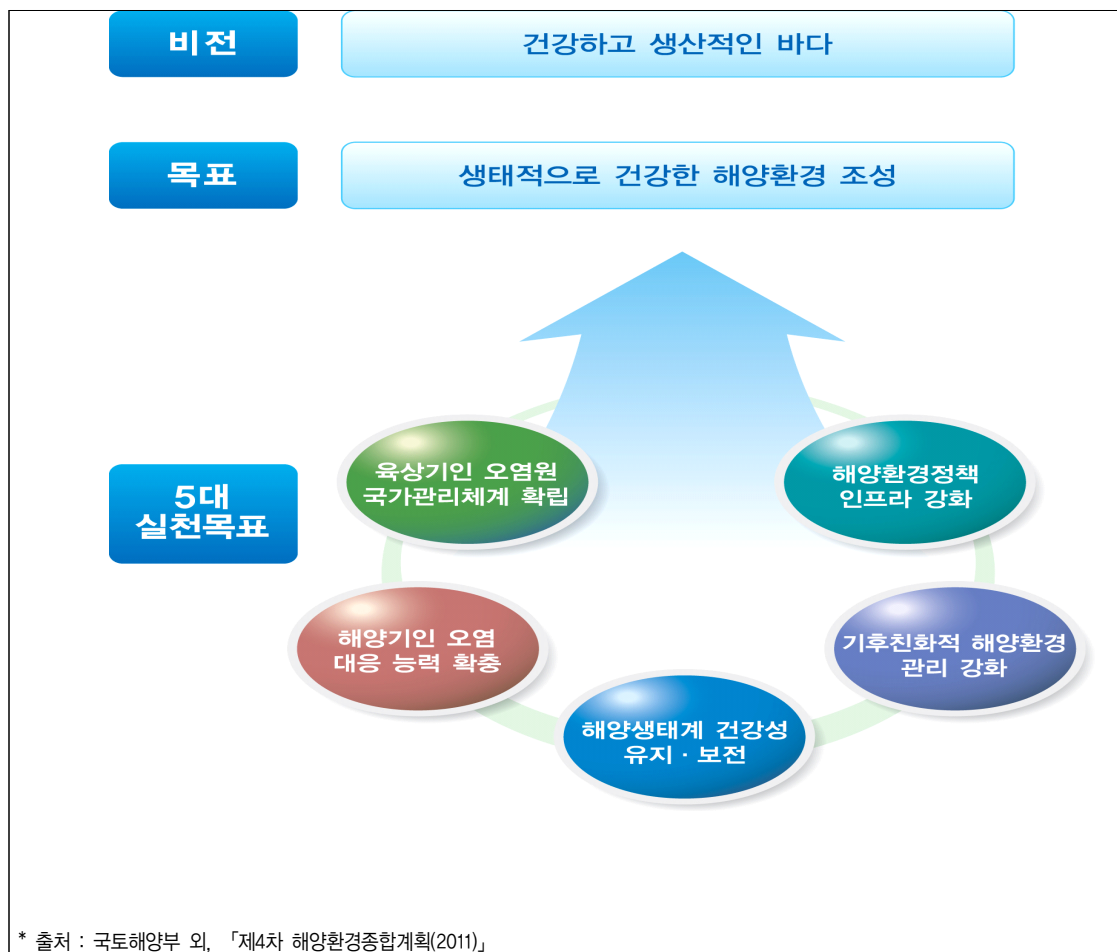 비전
건강하고 생산적인 바다
목표
생태적으로 건강한 해양환경 조성
5대
실천목표
육상기인 오염원
국가관리체계 확립
해양환경정책
인프라 강화
해양기인 오염
대응 능력 확충
기후친화적 해양환경
관리 강화
해양생태계 건강성
유지 · 보전
* 출처 : 국토해양부 외, 「제4차 해양환경종합계획(2011)」